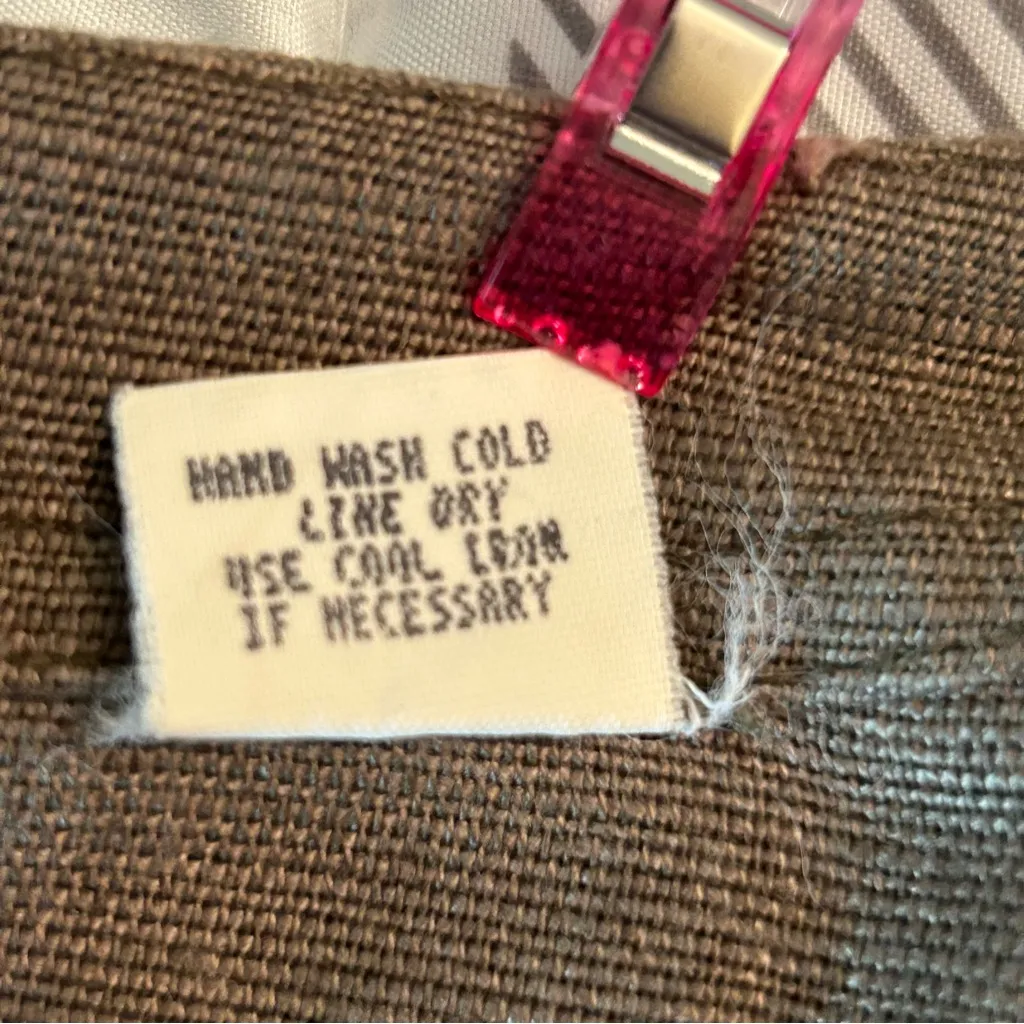 HAND WASH COLD
LINE DRY
USE COOL IRON
IF NECESSARY